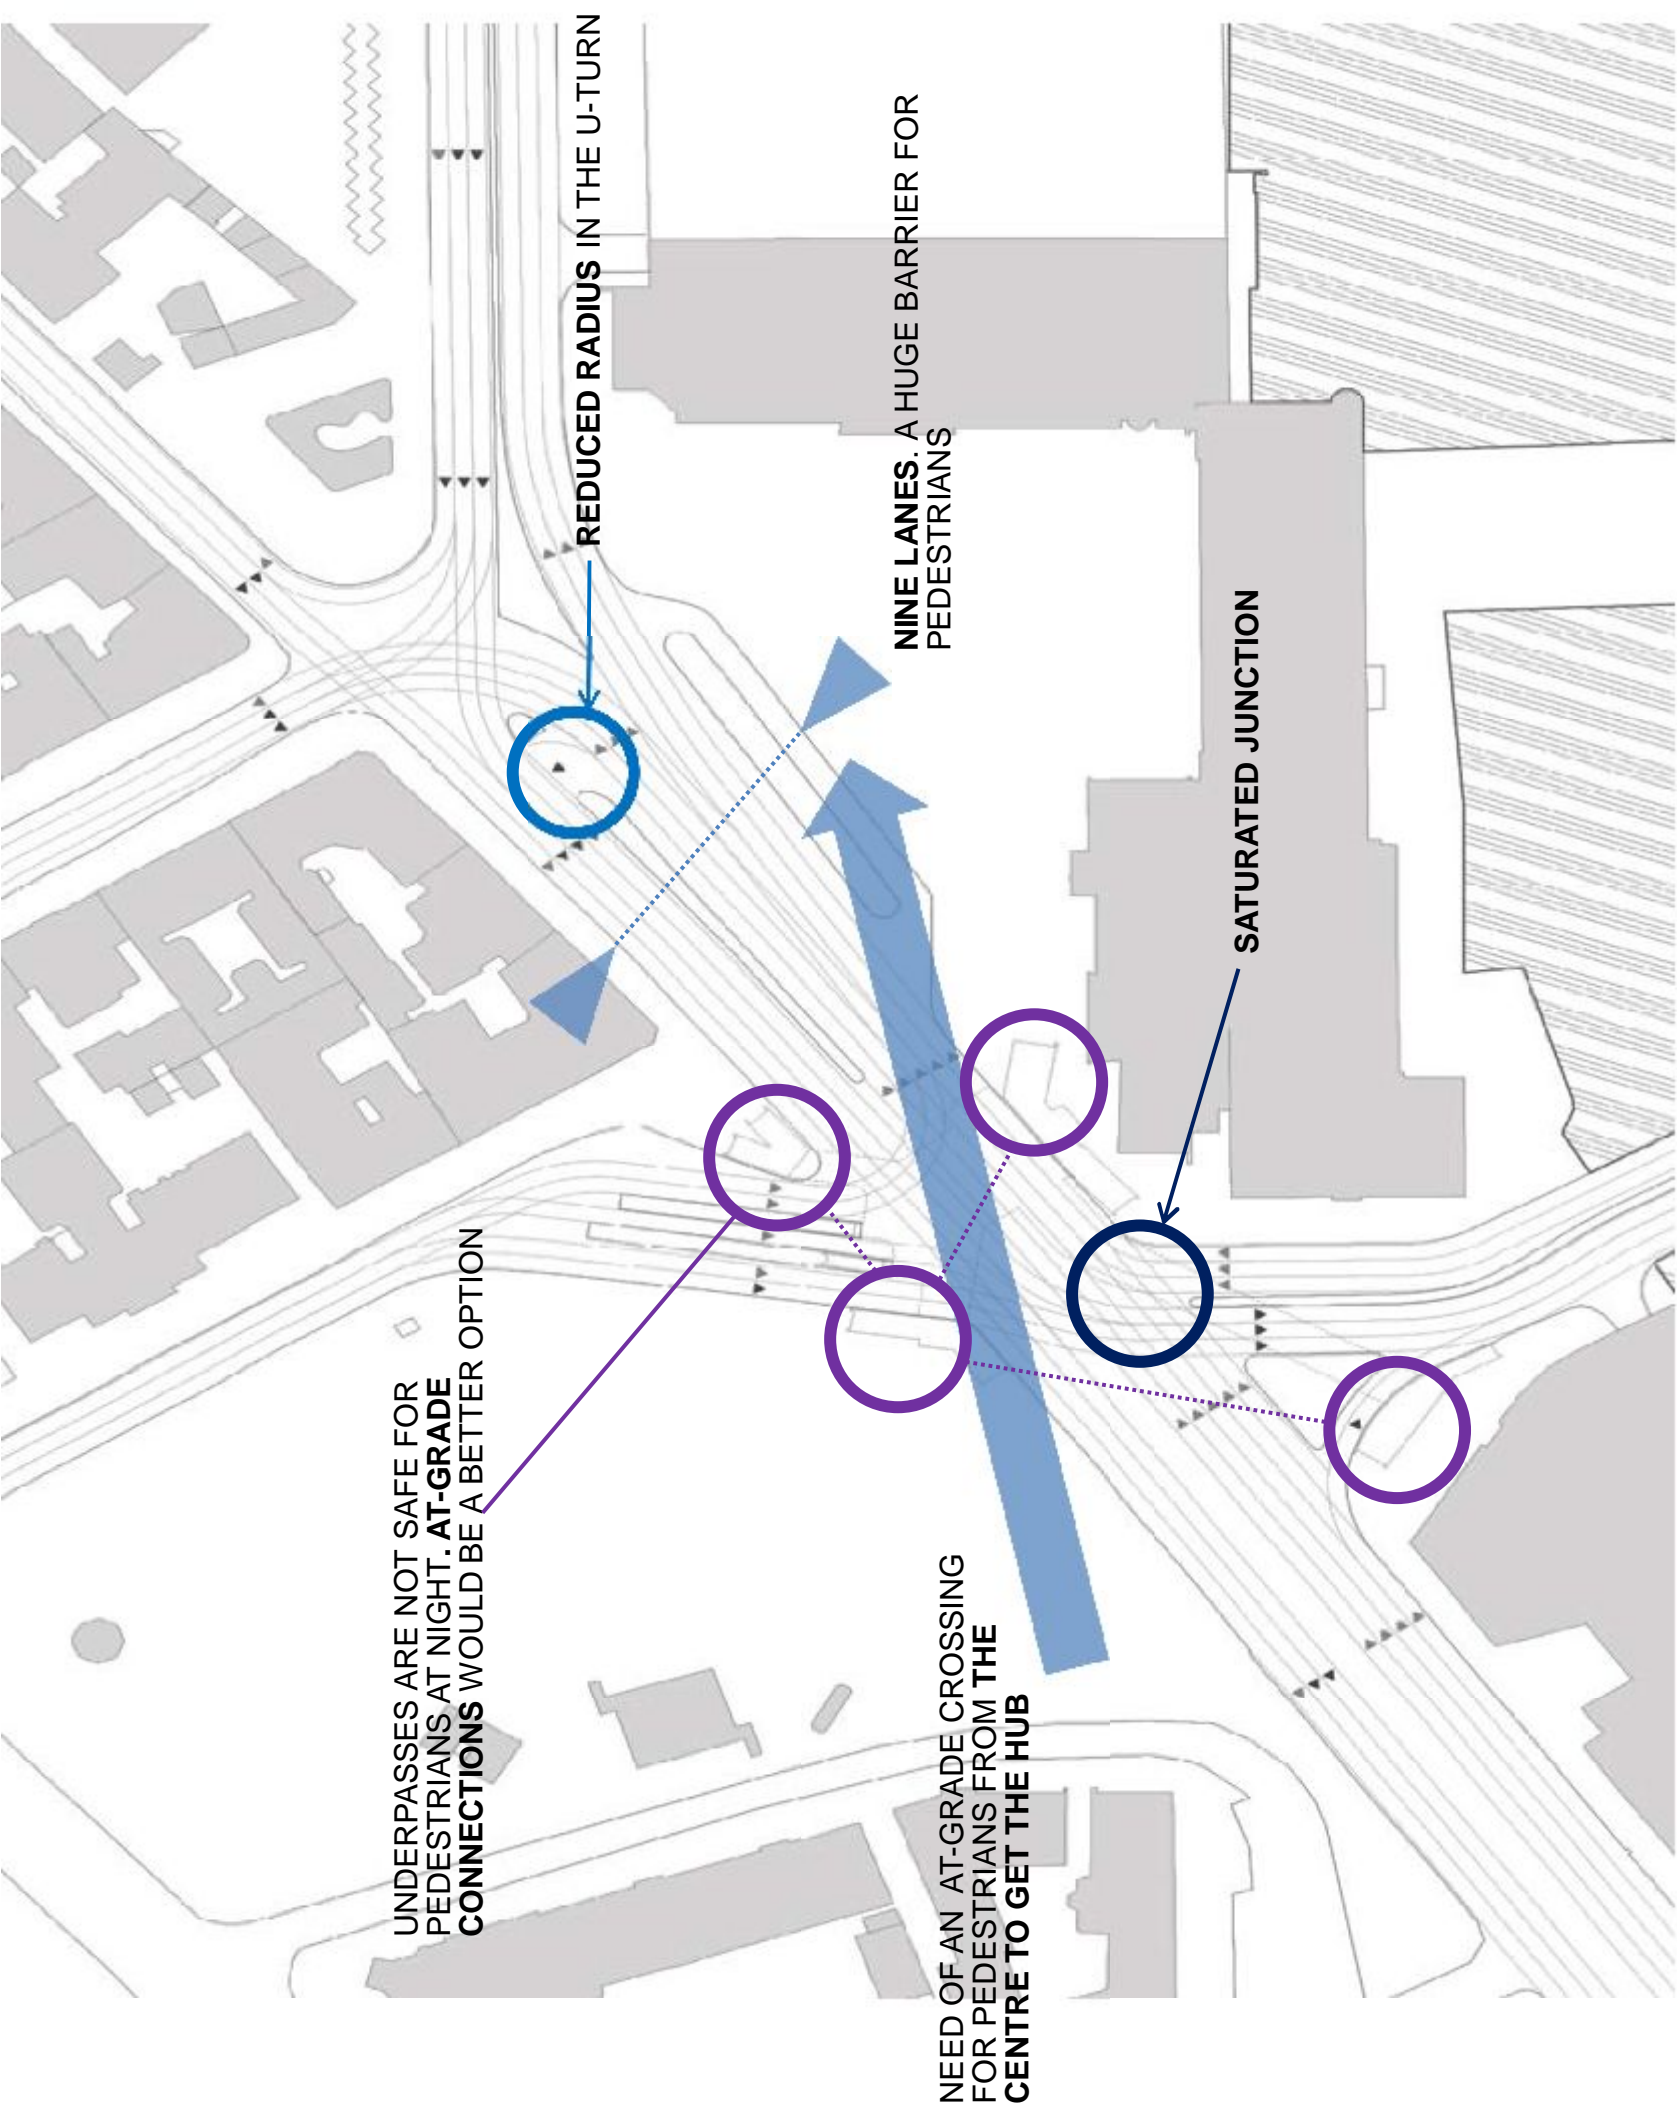 UNDERPASSES ARE NOT SAFE FOR
PEDESTRIANS AT NIGHT. AT-GRADE
CONNECTIONS WOULD BE A BETTER OPTION
REDUCED RADIUS IN THE U-TURN
NINE LANES. A HUGE BARRIER FOR
PEDESTRIANS
NEED OF AN AT-GRADE CROSSING
FOR PEDESTRIANS FROM THE
CENTRE TO GET THE HUB
SATURATED JUNCTION